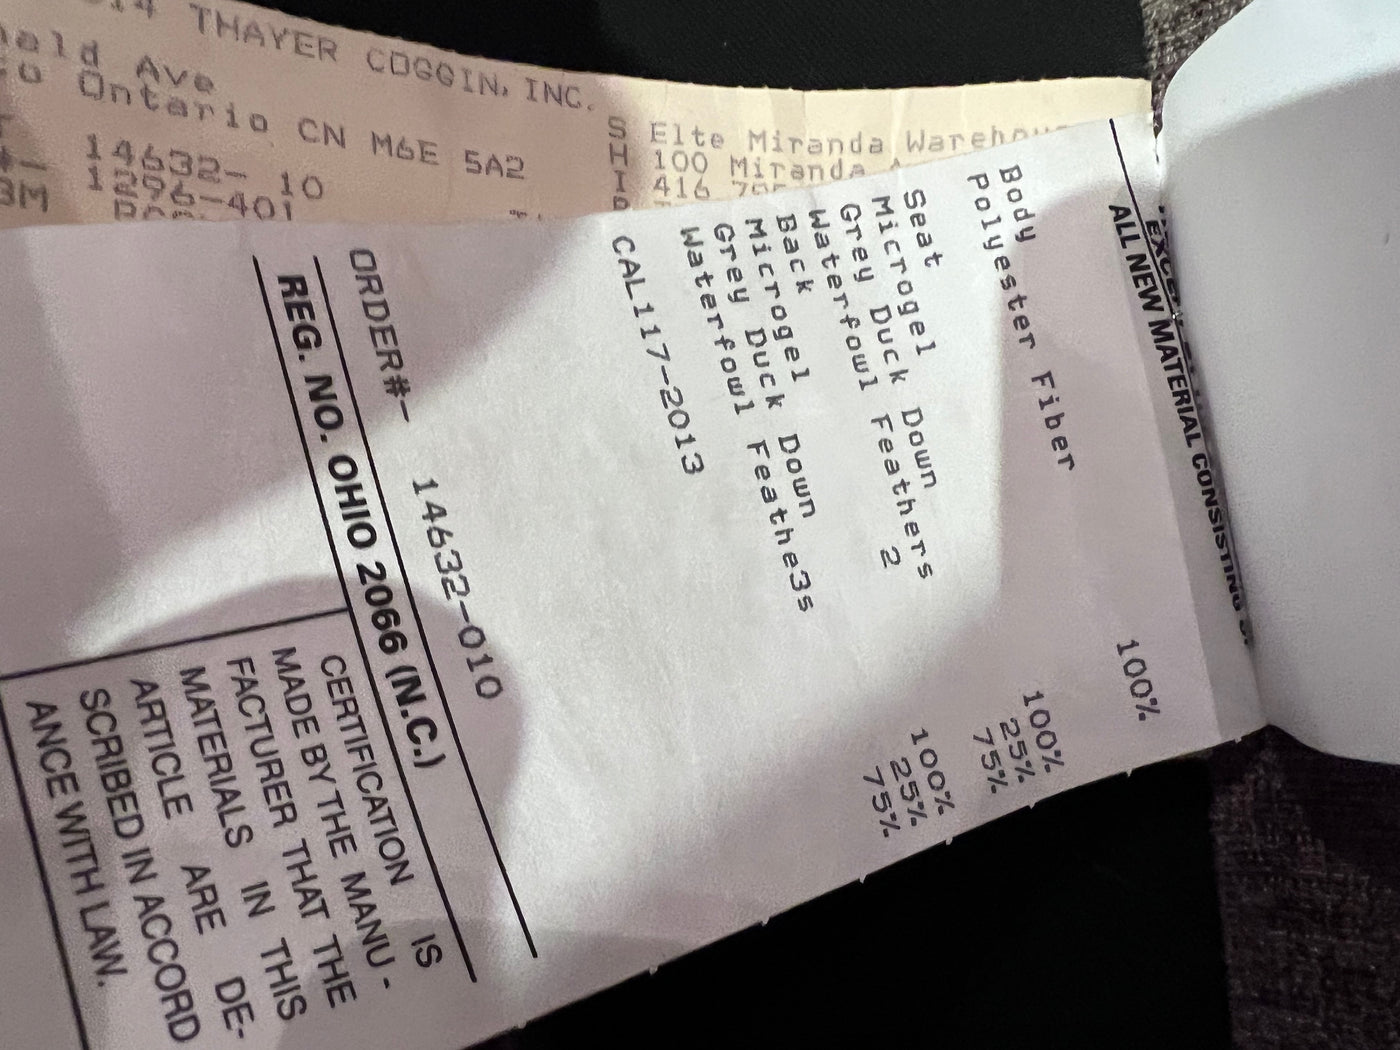 THAYER COGGIN, INC.
Ave
Ontario CN M6E 5A2
14632- 10
1296-401
S Elte Miranda
H 100 Miranda
I 416
ALL NEW MATERIAL CONSISTING
Body
Polyester Fiber 100%
Seat
Microgel 100%
Grey Duck Down 25%
Waterfowl Feathers 2 75%
Back
Microgel 100%
Grey Duck Down 25%
Waterfowl Feathe3s 75%
CAL117-2013
ORDER#- 14632-010
REG. NO. OHIO 2066 (N.C.)
CERTIFICATION IS
MADE BY THE MANU-
FACTURER THAT THE
MATERIALS IN THIS
ARTICLE ARE DE-
SCRIBED IN ACCORD
ANCE WITH LAW.